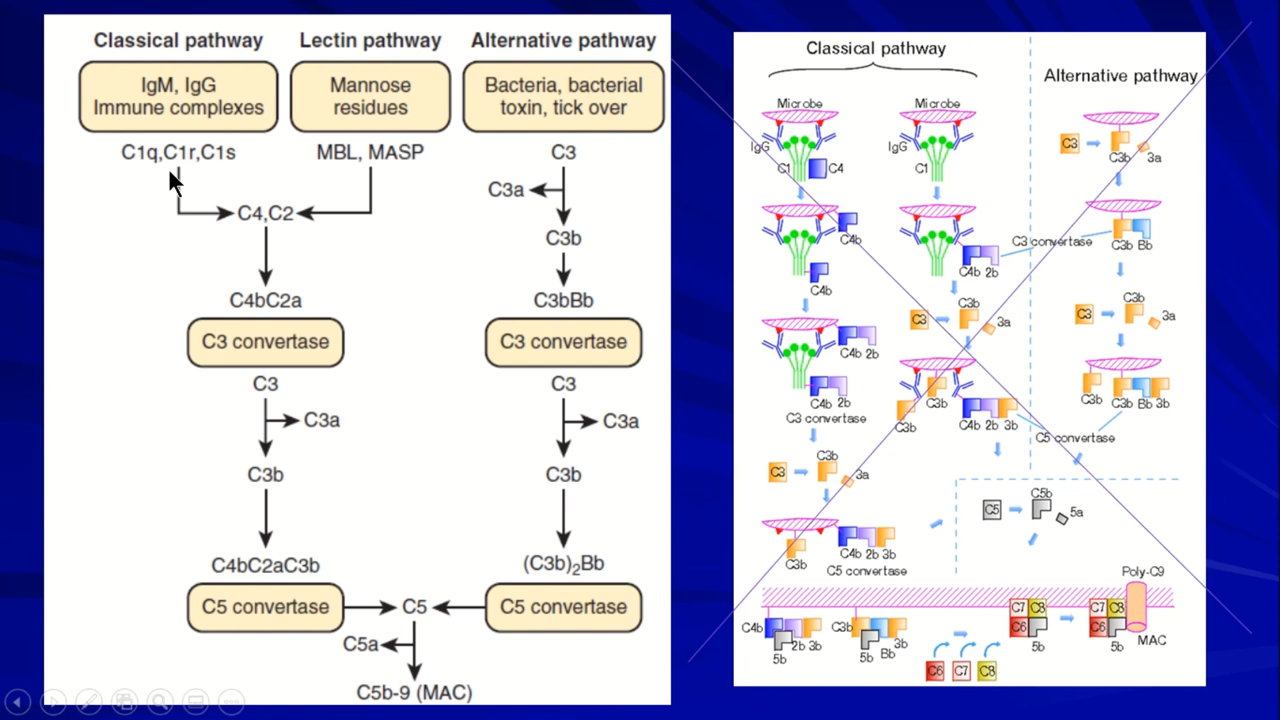 Classical pathway
Lectin pathway
Alternative pathway
IgM, IgG
Immune complexes
Mannose
residues
Bacteria, bacterial
toxin, tick over
C1q,C1r,C1s
MBL, MASP
C3
C3a
C4,C2
C3b
C4bC2a
C3bBb
C3 convertase
C3 convertase
C3
C3
C3a
C3a
C3b
C3b
C4bC2aC3b
(C3b)2Bb
C5 convertase
C5
C5 convertase
C5a
C5b-9 (MAC)
Classical pathway
Alternative pathway
Microbe
Microbe
IgG
C1
C4
IgG
C1
C3
C3b
3a
C4b
C4b
C4b 2b
C3 convertase
C3b Bb
C4b 2b
C4b 2b
C3 convertase
C3
C3b
3a
C3
C3b
3a
C3b
C3b
C4b 2b 3b
C3b
C3b Bb 3b
C5 convertase
C3
C3b
3a
C3b
C4b 2b 3b
C5 convertase
C5
C5b
5a
Poly-C9
C4b
2b 3b
5b
C3b
3b
5b Bb
C7 C8
C6
5b
C7 C8
C6
5b
MAC
C6
C7
C8